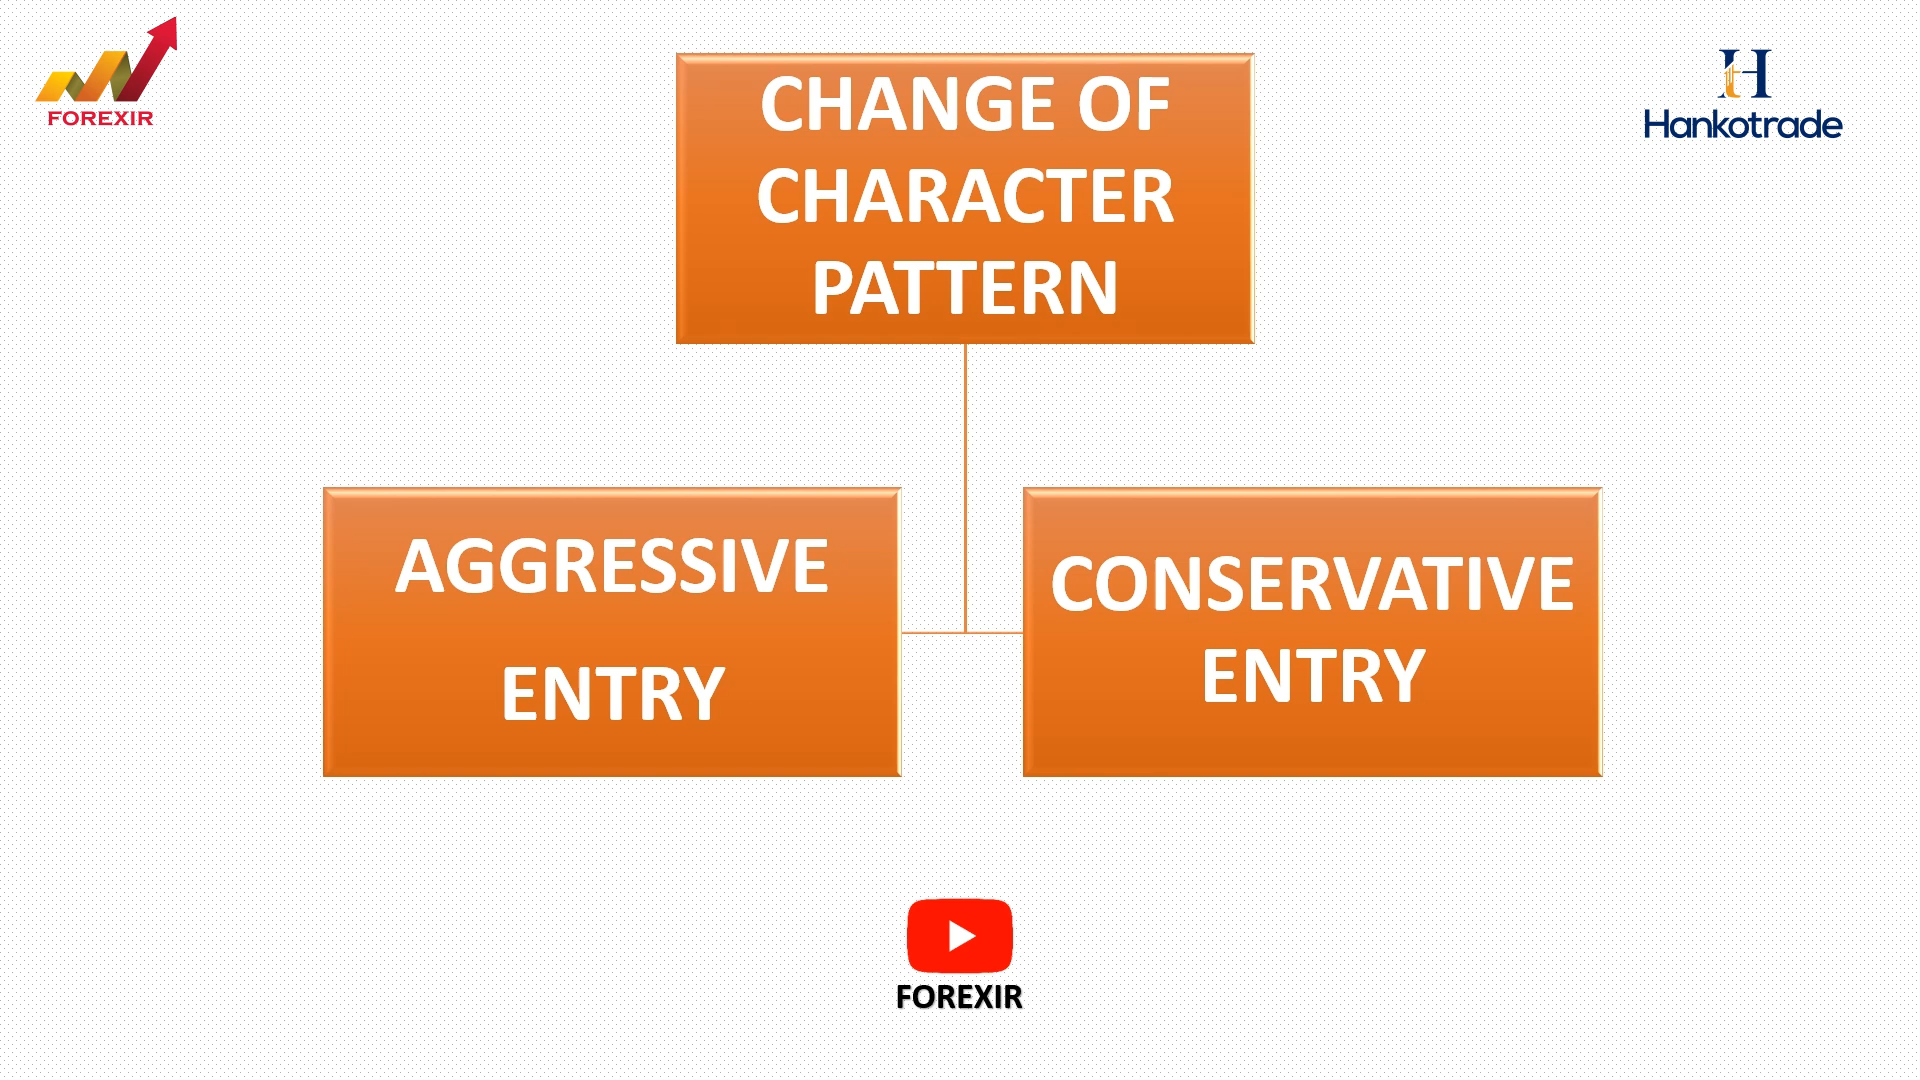 FOREXIR
Hankotrade
CHANGE OF
CHARACTER
PATTERN
AGGRESSIVE
ENTRY
CONSERVATIVE
ENTRY
FOREXIR